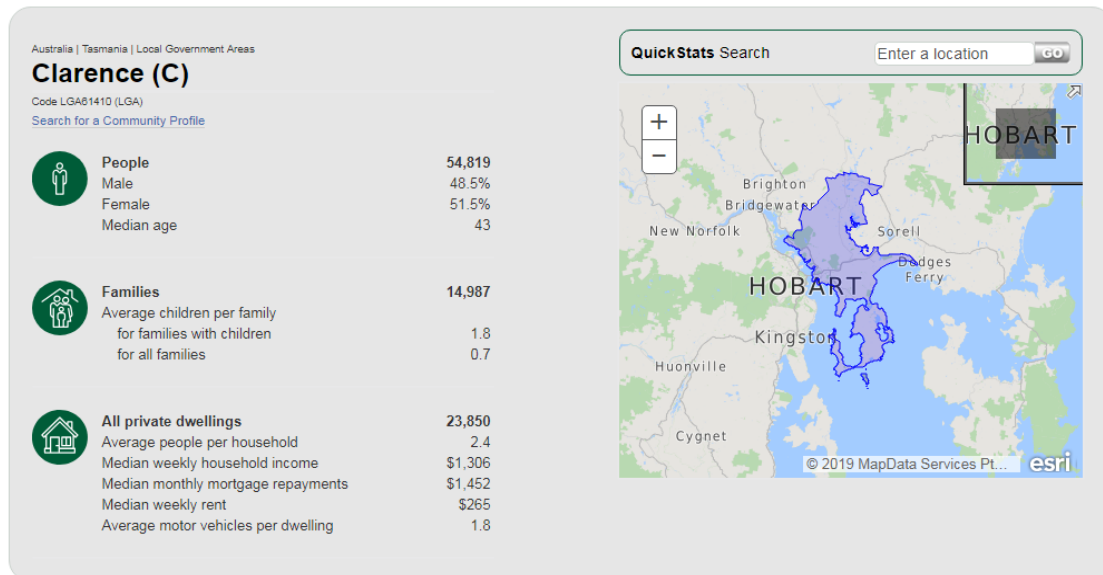 Australia | Tasmania | Local Government Areas
Clarence (C)
Code LGA61410 (LGA)
Search for a Community Profile
People 54,819
Male 48.5%
Female 51.5%
Median age 43
Families 14,987
Average children per family
for families with children 1.8
for all families 0.7
All private dwellings 23,850
Average people per household 2.4
Median weekly household income $1,306
Median monthly mortgage repayments $1,452
Median weekly rent $265
Average motor vehicles per dwelling 1.8
QuickStats Search Enter a location GO
+
−
HOBART
Brighton
Bridgewater
New Norfolk
Sorell
Dodges
Ferry
HOBART
Kingston
Huonville
Cygnet
© 2019 MapData Services Pt... esri